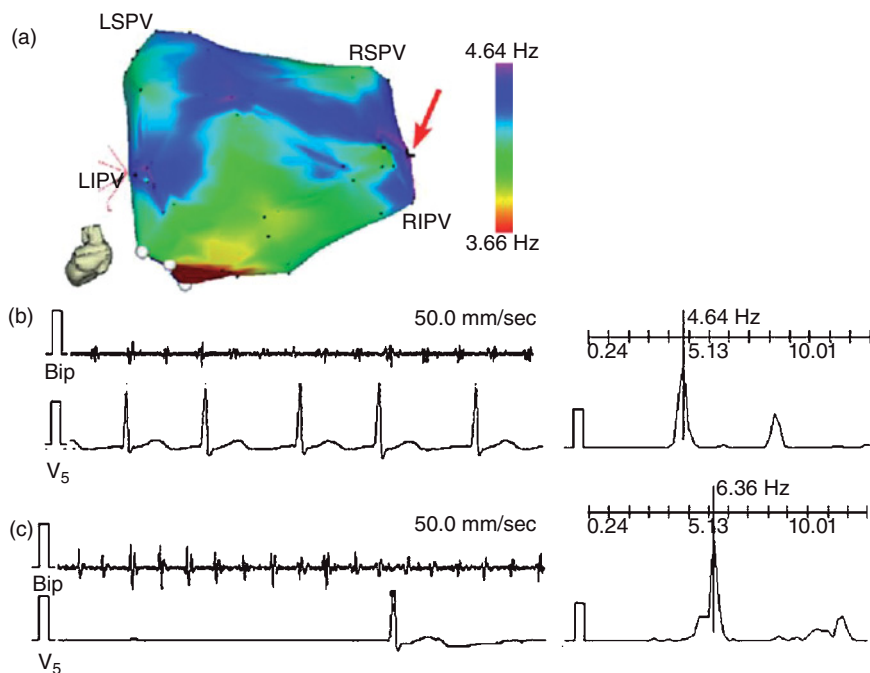 (a)
LSPV
RSPV
4.64 Hz
LIPV
RIPV
3.66 Hz
(b)
50.0 mm/sec
4.64 Hz
0.24 5.13 10.01
Bip
V5
(c)
50.0 mm/sec
6.36 Hz
0.24 5.13 10.01
Bip
V5